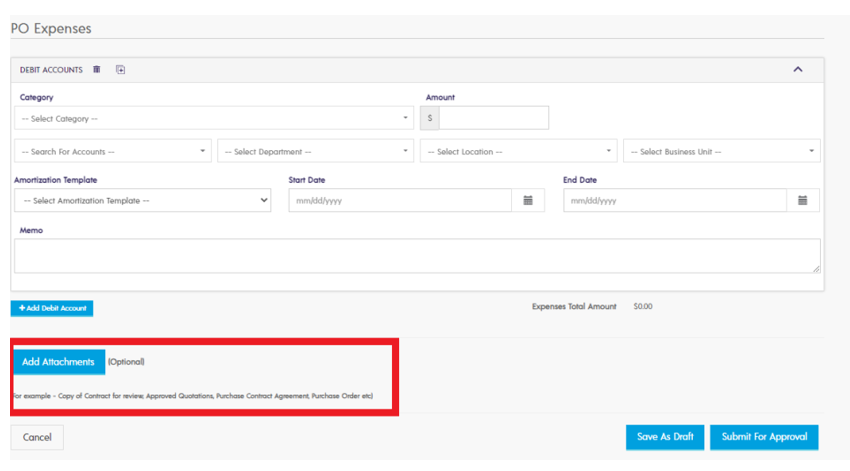 PO Expenses
DEBIT ACCOUNTS
Category
Amount
-- Select Category --
$
-- Search For Accounts --
-- Select Department --
-- Select Location --
-- Select Business Unit --
Amortization Template
Start Date
End Date
-- Select Amortization Template --
mm/dd/yyyy
mm/dd/yyyy
Memo
+ Add Debit Account
Expenses Total Amount $0.00
Add Attachments (Optional)
For example - Copy of Contract for review, Approved Quotations, Purchase Contract Agreement, Purchase Order etc)
Cancel
Save As Draft
Submit For Approval